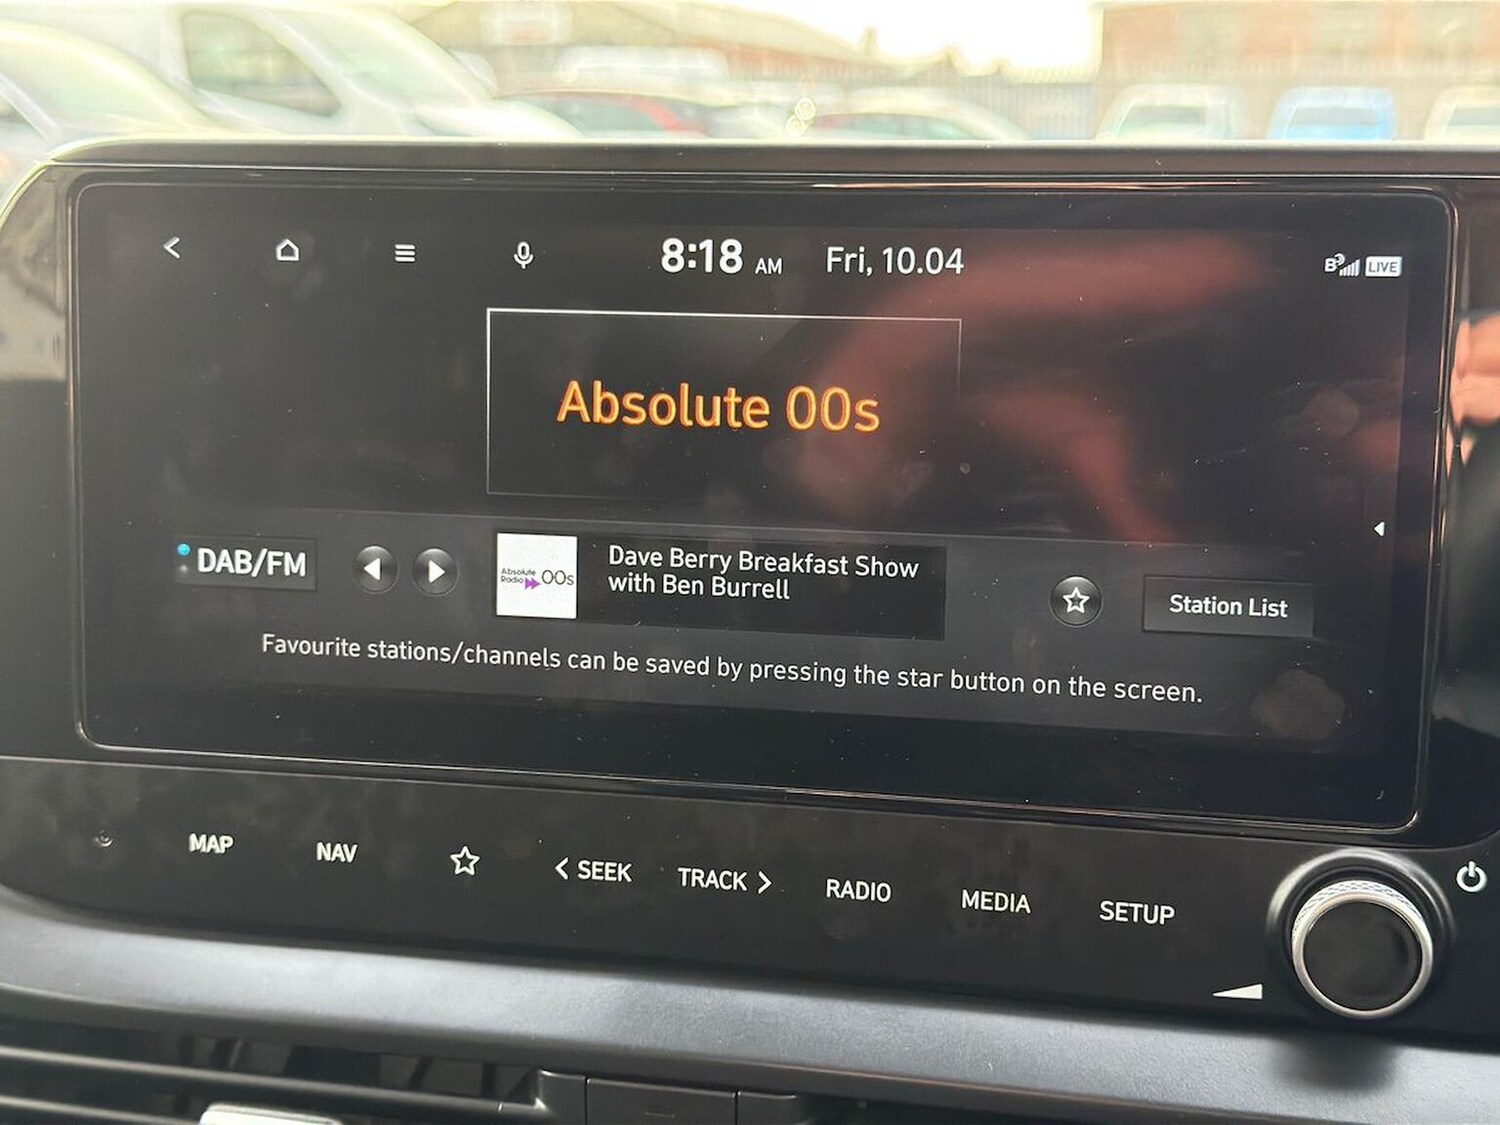 8:18 AM Fri, 10.04
B LIVE
Absolute 00s
DAB/FM
Absolute
Radio 00s
Dave Berry Breakfast Show
with Ben Burrell
Station List
Favourite stations/channels can be saved by pressing the star button on the screen.
MAP NAV < SEEK TRACK > RADIO MEDIA SETUP